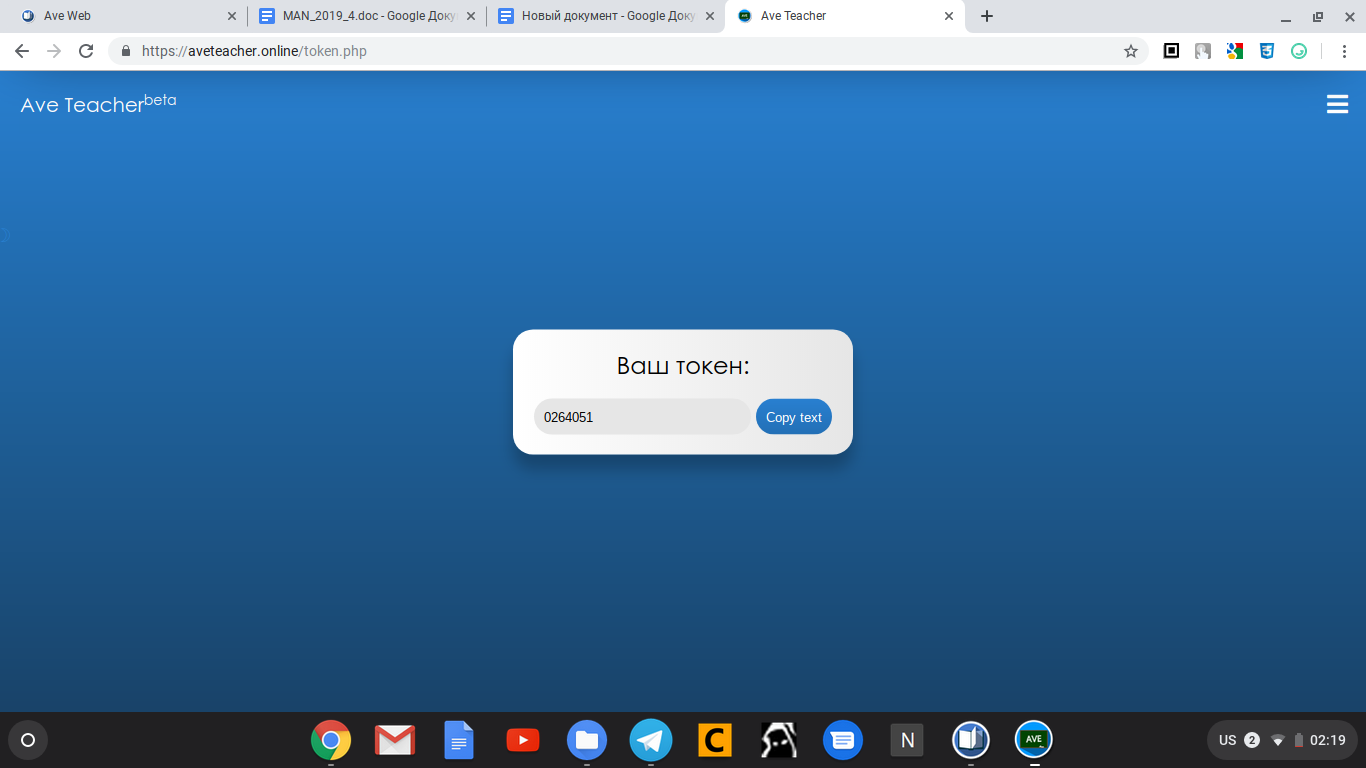 Ave Web
MAN_2019_4.doc - Google Доку
Новый документ - Google Доку
Ave Teacher
https://aveteacher.online/token.php
Ave Teacher beta
Ваш токен:
0264051
Copy text
C
N
AVE
US 2 02:19